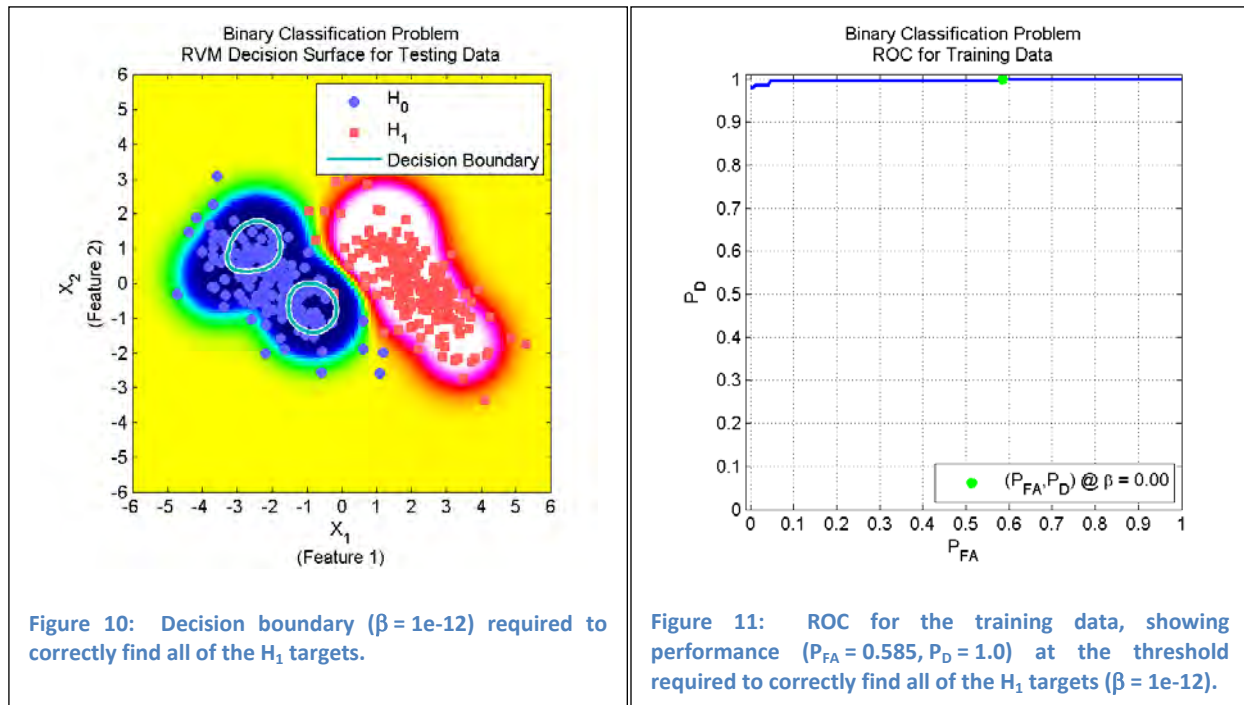 Binary Classification Problem
RVM Decision Surface for Testing Data
6
5
4
3
2
1
0
-1
-2
-3
-4
-5
-6
X2
(Feature 2)
H0
H1
Decision Boundary
-6 -5 -4 -3 -2 -1 0 1 2 3 4 5 6
X1
(Feature 1)
Figure 10: Decision boundary (β = 1e-12) required to
correctly find all of the H1 targets.
Binary Classification Problem
ROC for Training Data
1
0.9
0.8
0.7
0.6
0.5
0.4
0.3
0.2
0.1
0
PD
(PFA,PD) @ β = 0.00
0 0.1 0.2 0.3 0.4 0.5 0.6 0.7 0.8 0.9 1
PFA
Figure 11: ROC for the training data, showing
performance (PFA = 0.585, PD = 1.0) at the threshold
required to correctly find all of the H1 targets (β = 1e-12).